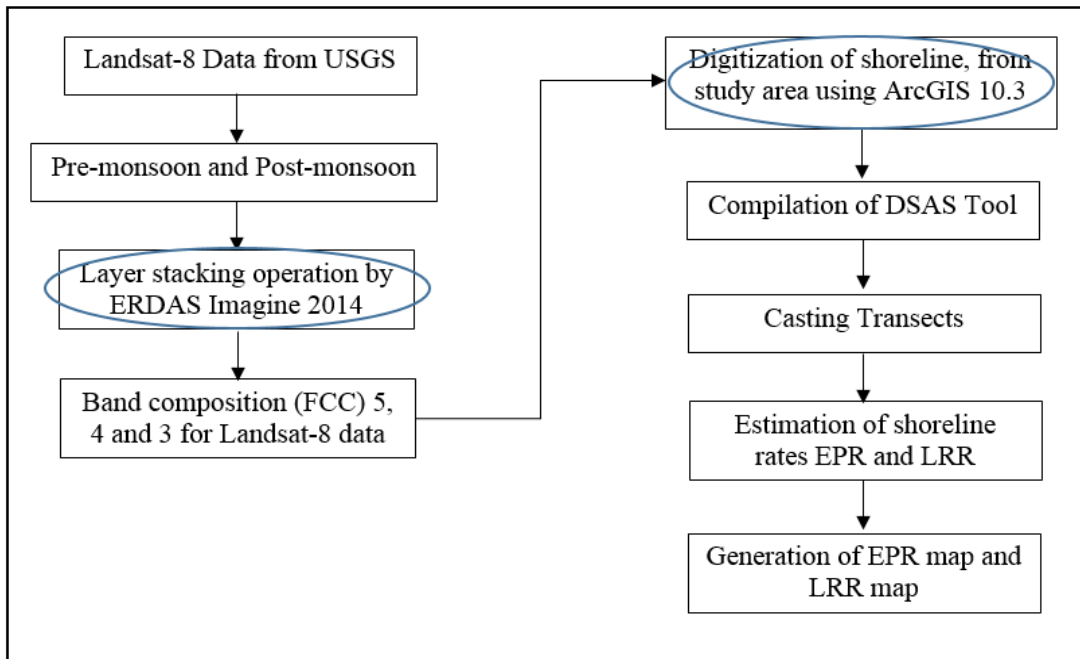 Landsat-8 Data from USGS
Pre-monsoon and Post-monsoon
Layer stacking operation by
ERDAS Imagine 2014
Band composition (FCC) 5,
4 and 3 for Landsat-8 data
Digitization of shoreline, from
study area using ArcGIS 10.3
Compilation of DSAS Tool
Casting Transects
Estimation of shoreline
rates EPR and LRR
Generation of EPR map and
LRR map